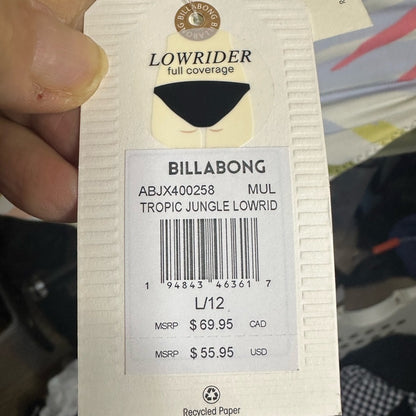 BILLABONG
BILLABONG
LOWRIDER
full coverage
BILLABONG
ABJX400258 MUL
TROPIC JUNGLE LOWRID
1 94843 46361 7
L/12
MSRP $69.95 CAD
MSRP $55.95 USD
Recycled Paper